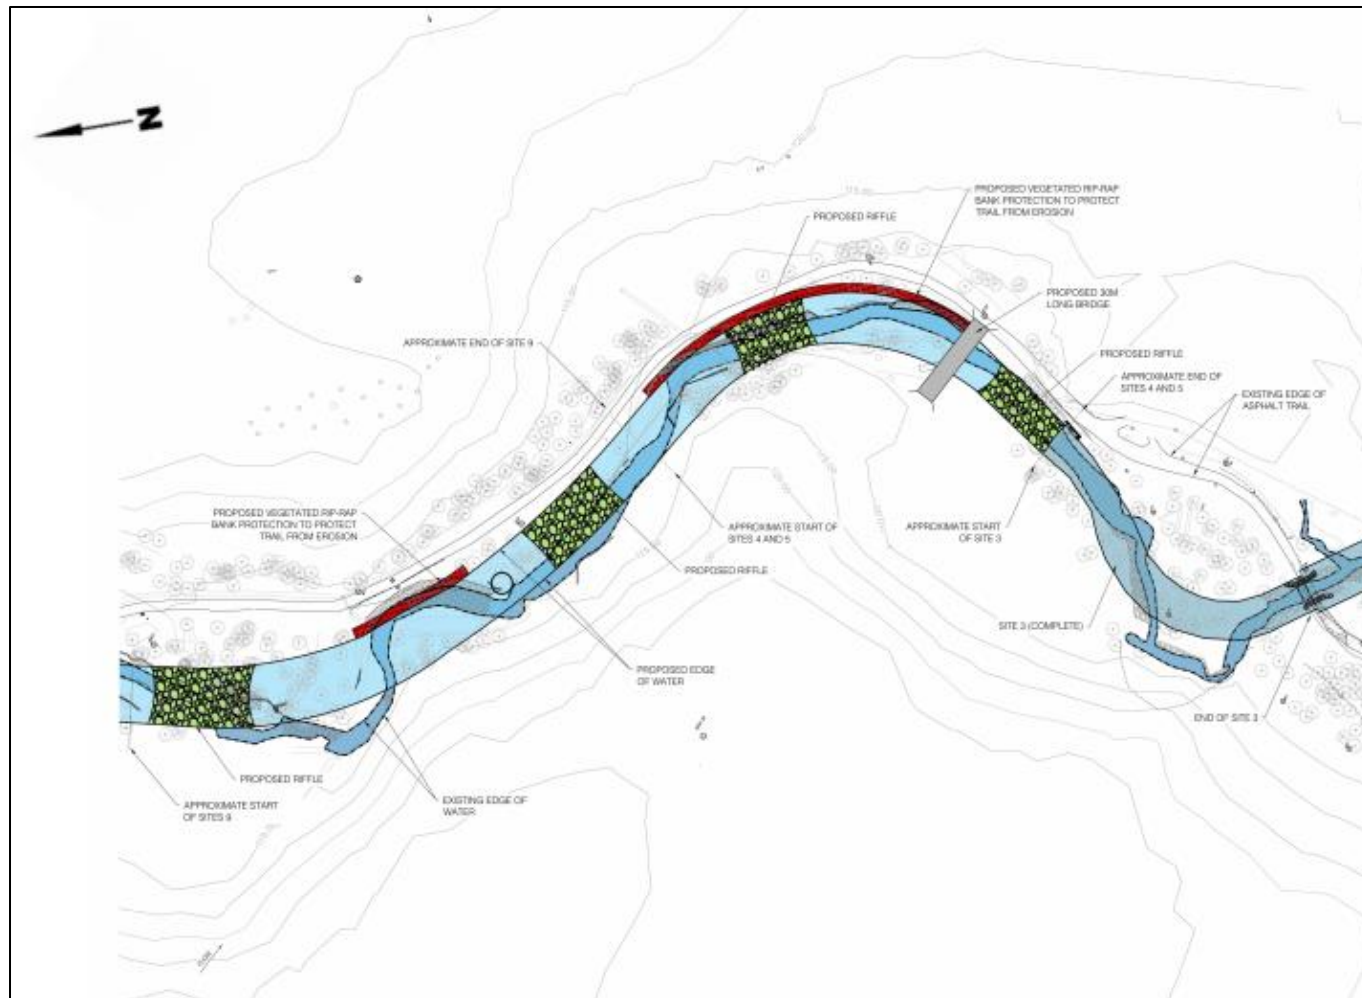 N
PROPOSED VEGETATED RIP-RAP
BANK PROTECTION TO PROTECT
TRAIL FROM EROSION
PROPOSED RIFFLE
PROPOSED 30M
LONG BRIDGE
APPROXIMATE END OF SITE 9
PROPOSED RIFFLE
APPROXIMATE END OF
SITES 4 AND 5
EXISTING EDGE OF
ASPHALT TRAIL
PROPOSED VEGETATED RIP-RAP
BANK PROTECTION TO PROTECT
TRAIL FROM EROSION
APPROXIMATE START OF
SITES 4 AND 5
APPROXIMATE START
OF SITE 3
PROPOSED RIFFLE
SITE 3 (COMPLETE)
PROPOSED EDGE
OF WATER
END OF SITE 3
PROPOSED RIFFLE
APPROXIMATE START
OF SITES 9
EXISTING EDGE OF
WATER